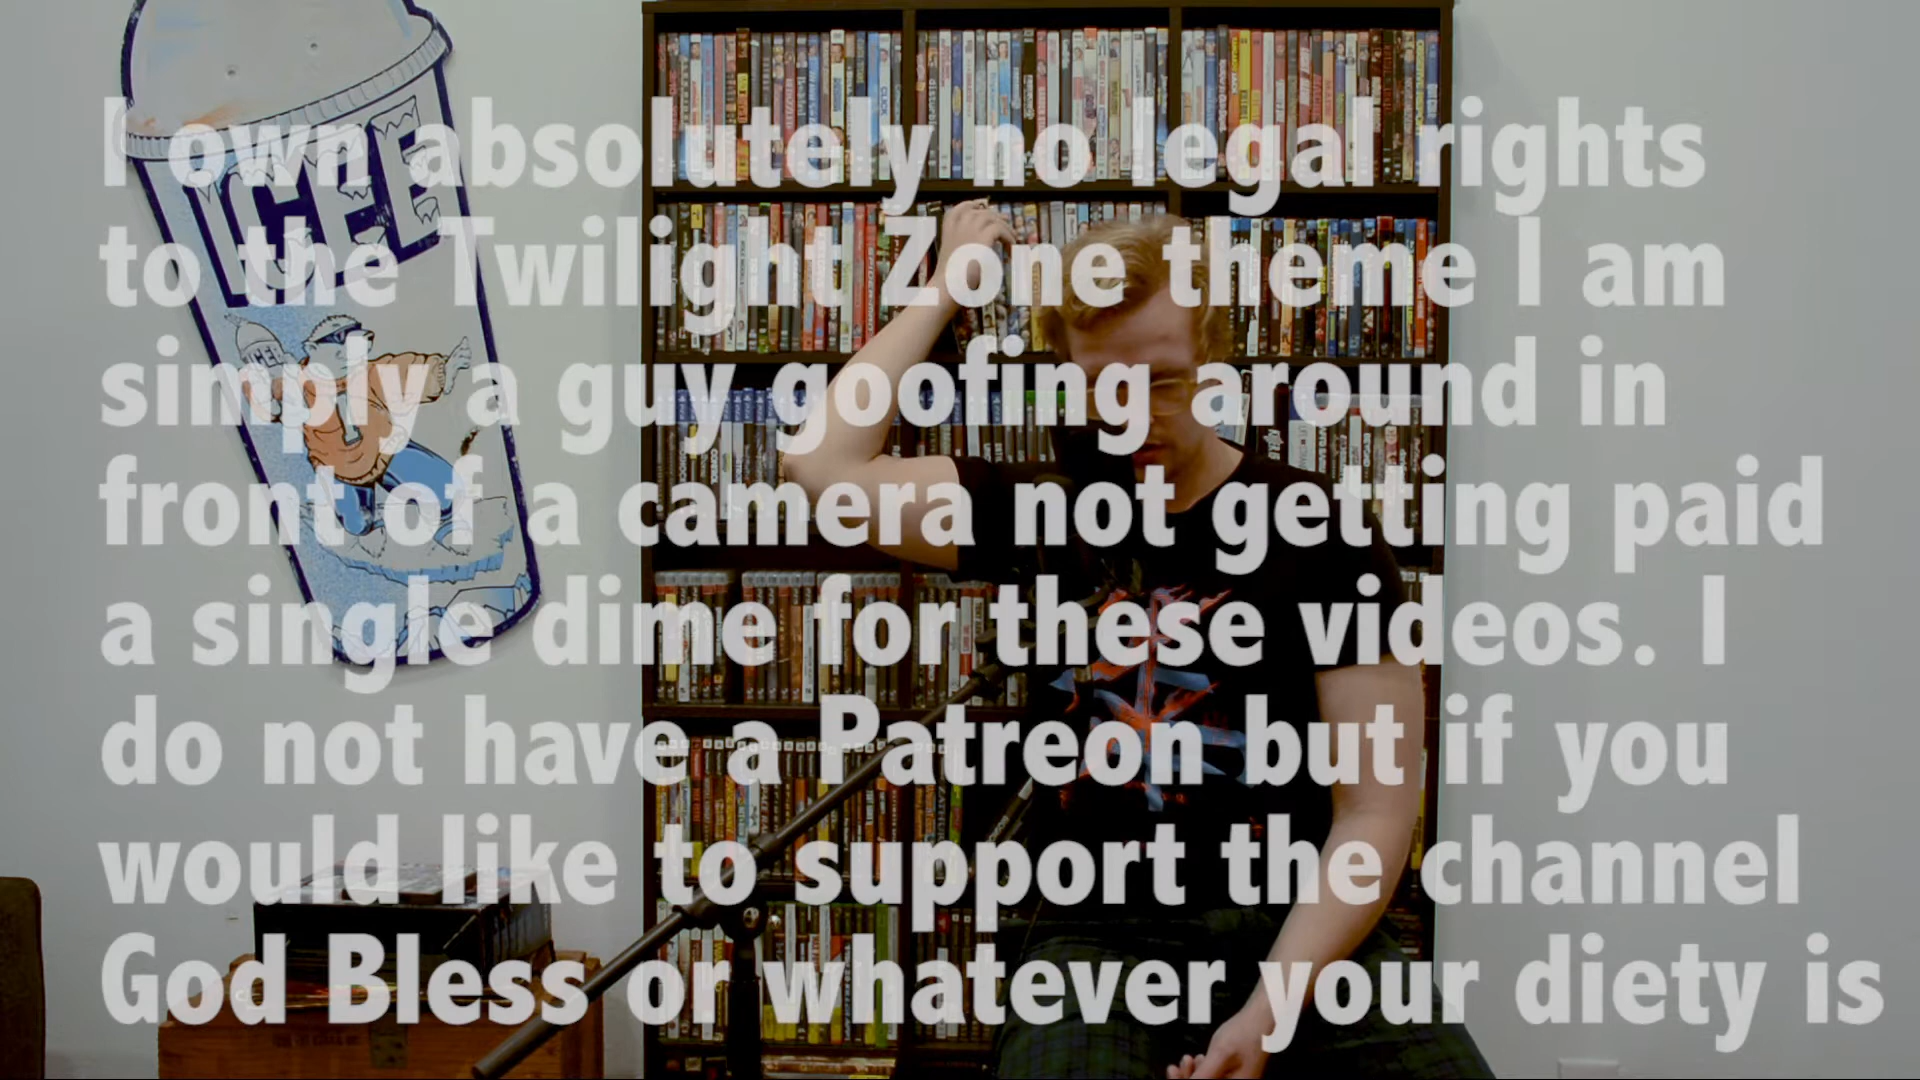 ICEE
ICEE
I own absolutely no legal rights
to the Twilight Zone theme I am
simply a guy goofing around in
front of a camera not getting paid
a single dime for these videos. I
do not have a Patreon but if you
would like to support the channel
God Bless or whatever your diety is